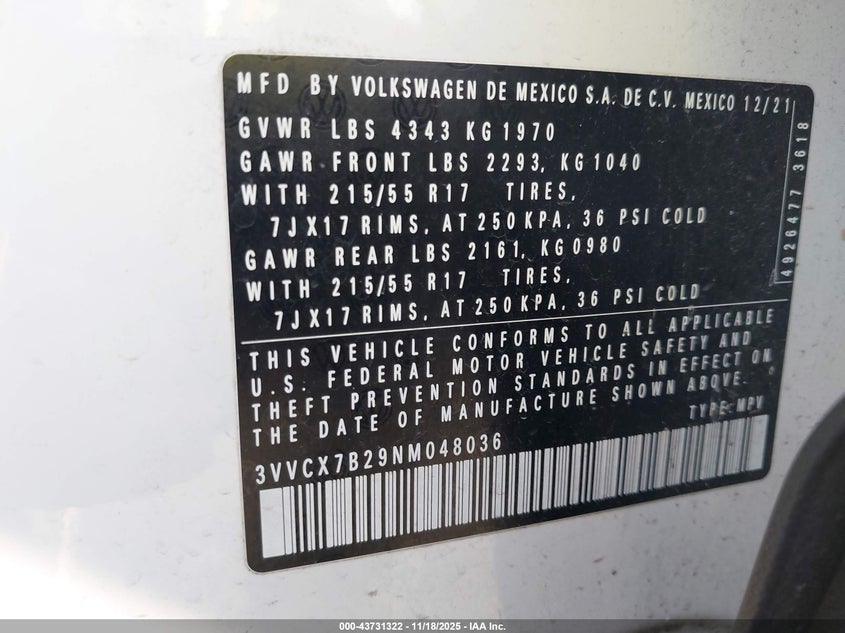 MFD BY VOLKSWAGEN DE MEXICO S.A. DE C.V. MEXICO 12/21
GVWR LBS 4343 KG 1970
GAWR FRONT LBS 2293, KG 1040
WITH 215/55 R17 TIRES,
7JX17 RIMS, AT 250 KPA, 36 PSI COLD
GAWR REAR LBS 2161, KG 0980
WITH 215/55 R17 TIRES,
7JX17 RIMS, AT 250 KPA, 36 PSI COLD
4926477 3618
THIS VEHICLE CONFORMS TO ALL APPLICABLE
U.S. FEDERAL MOTOR VEHICLE SAFETY AND
THEFT PREVENTION STANDARDS IN EFFECT ON
THE DATE OF MANUFACTURE SHOWN ABOVE.
TYPE:MPV
3VVCX7B29NM048036
000-43731322 - 11/18/2025 - IAA Inc.